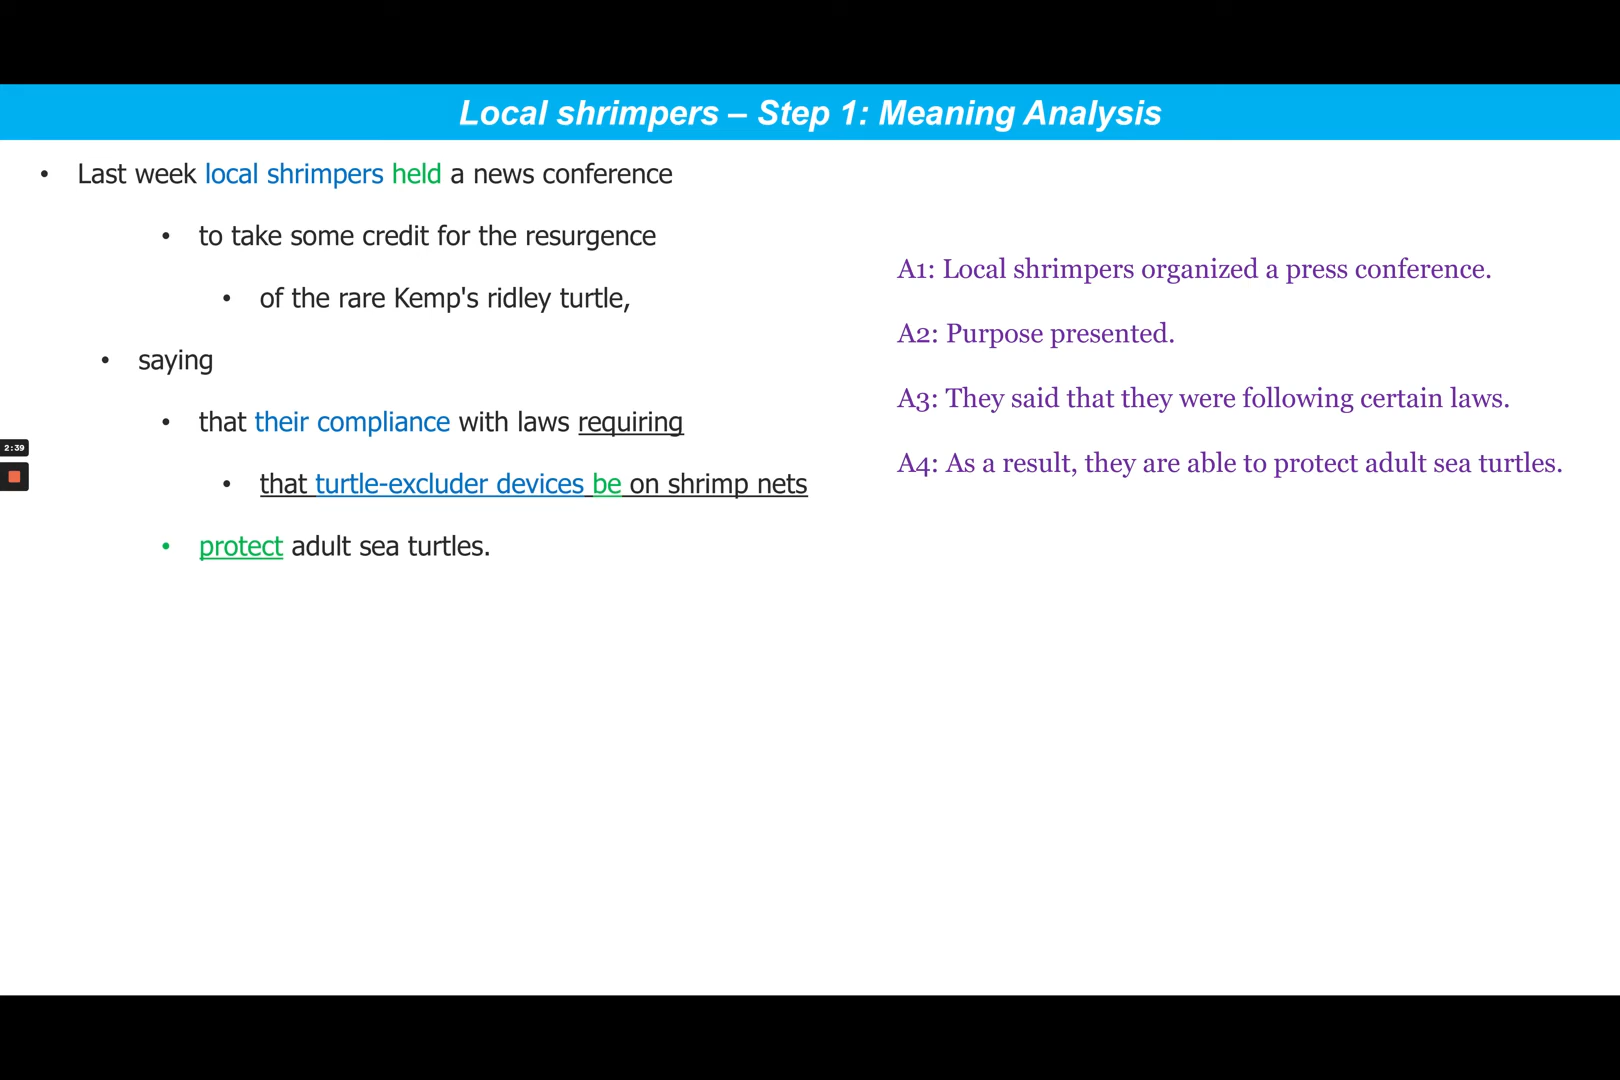 Local shrimpers – Step 1: Meaning Analysis
• Last week local shrimpers held a news conference
• to take some credit for the resurgence
• of the rare Kemp's ridley turtle,
• saying
• that their compliance with laws requiring
• that turtle-excluder devices be on shrimp nets
• protect adult sea turtles.
A1: Local shrimpers organized a press conference.
A2: Purpose presented.
A3: They said that they were following certain laws.
A4: As a result, they are able to protect adult sea turtles.
2:39